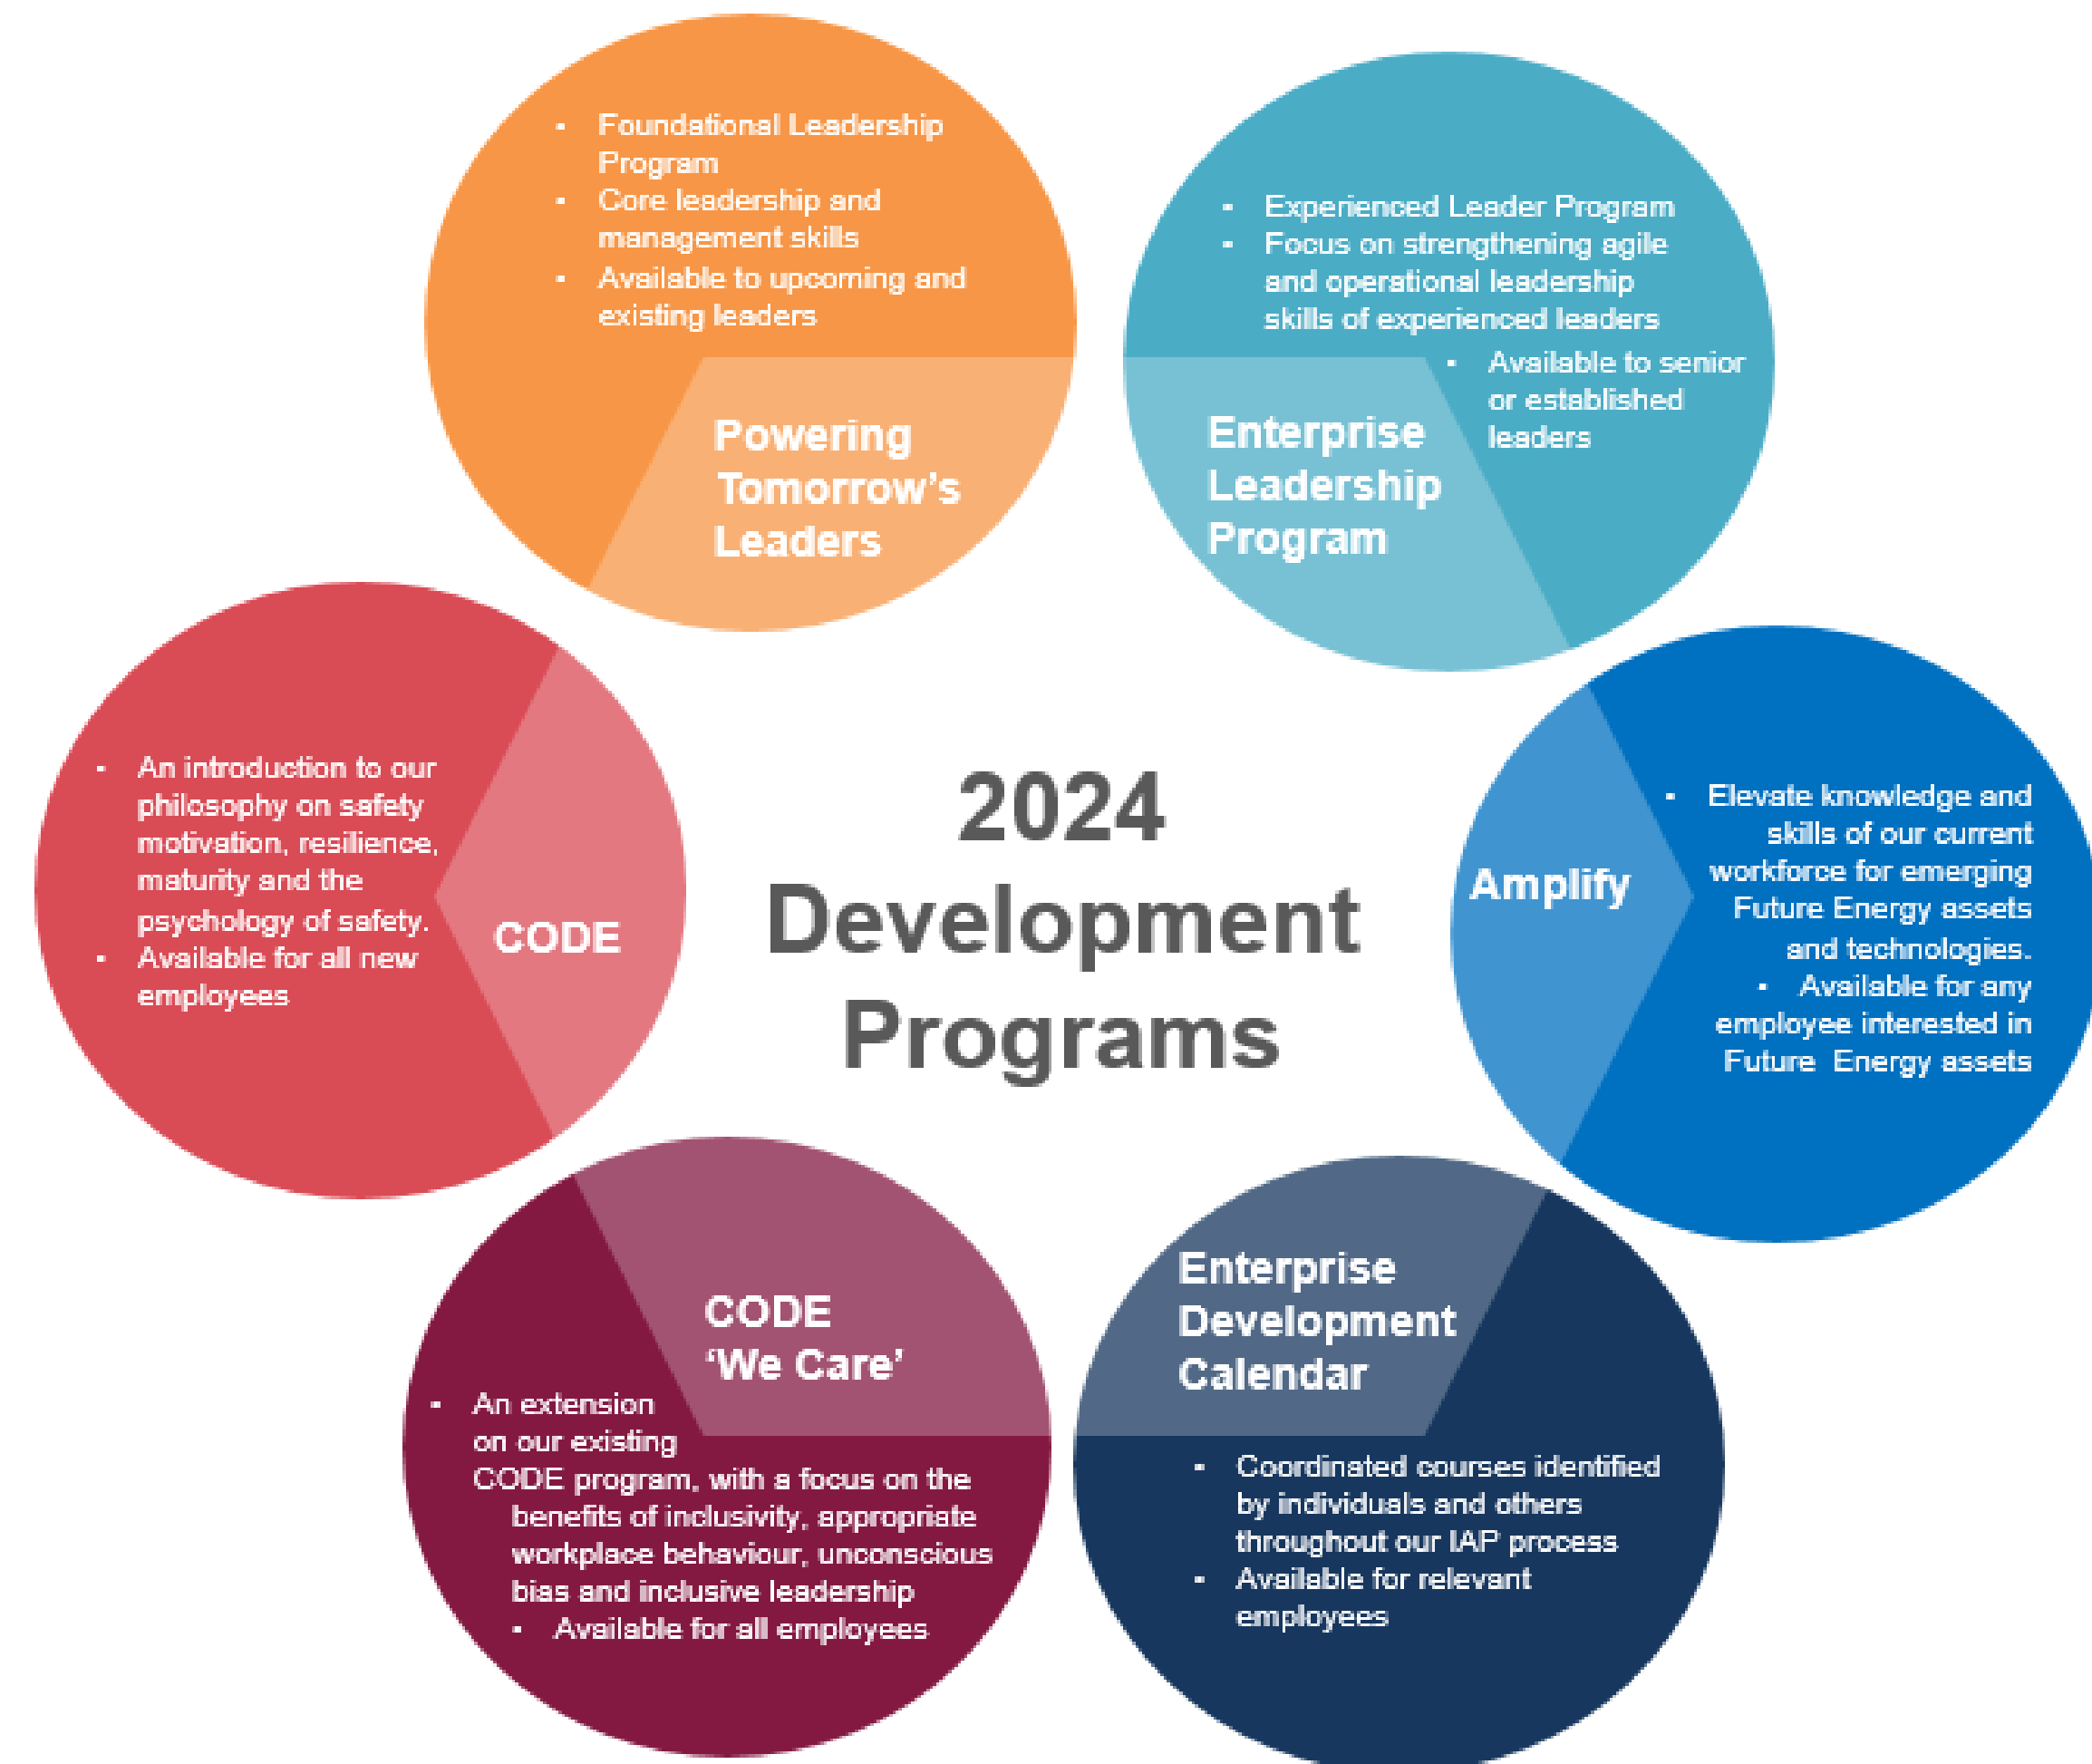 ▪ Foundational Leadership
Program
▪ Core leadership and
management skills
▪ Available to upcoming and
existing leaders
Powering
Tomorrow’s
Leaders
▪ Experienced Leader Program
▪ Focus on strengthening agile
and operational leadership
skills of experienced leaders
▪ Available to senior
or established
leaders
Enterprise
Leadership
Program
▪ An introduction to our
philosophy on safety
motivation, resilience,
maturity and the
psychology of safety.
▪ Available for all new
employees
CODE
2024
Development
Programs
Amplify
▪ Elevate knowledge and
skills of our current
workforce for emerging
Future Energy assets
and technologies.
▪ Available for any
employee interested in
Future Energy assets
CODE
‘We Care’
▪ An extension
on our existing
CODE program, with a focus on the
benefits of inclusivity, appropriate
workplace behaviour, unconscious
bias and inclusive leadership
▪ Available for all employees
Enterprise
Development
Calendar
▪ Coordinated courses identified
by individuals and others
throughout our IAP process
▪ Available for relevant
employees